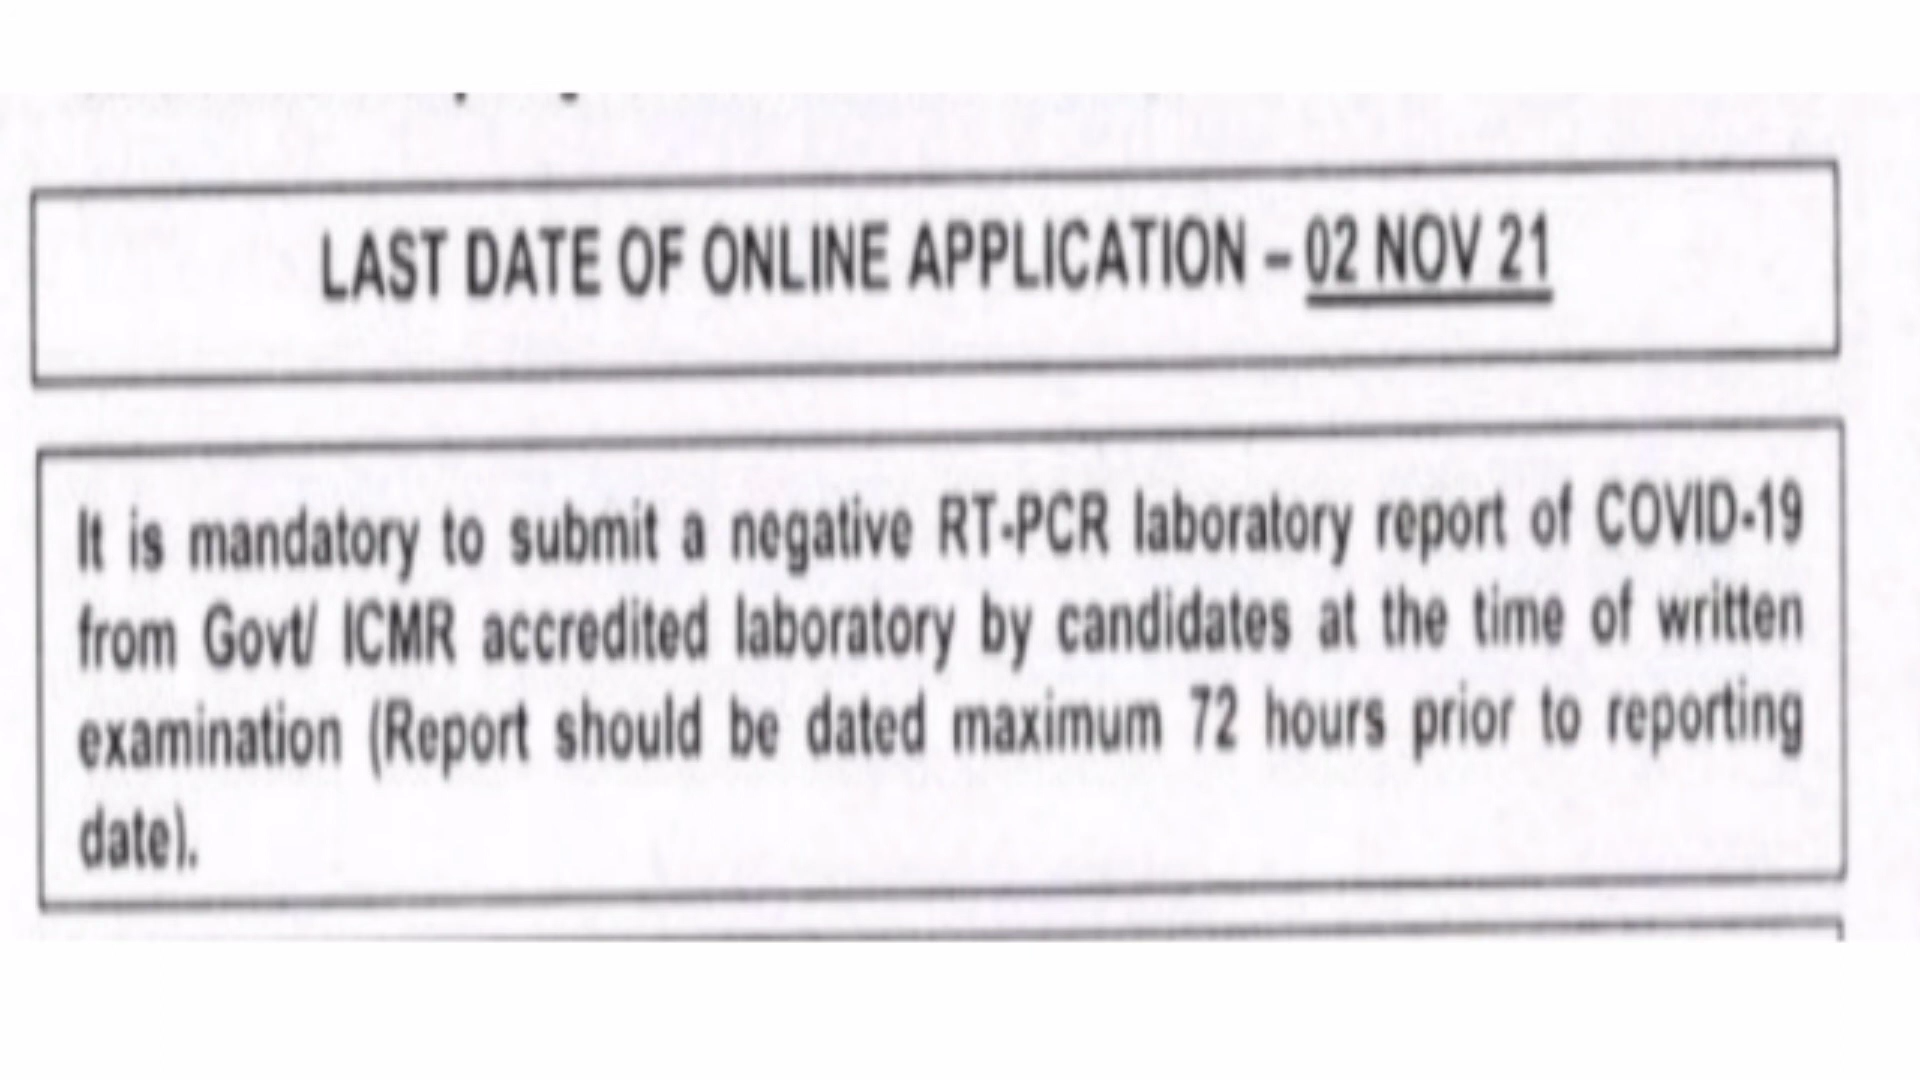 LAST DATE OF ONLINE APPLICATION – 02 NOV 21
It is mandatory to submit a negative RT-PCR laboratory report of COVID-19
from Govt/ ICMR accredited laboratory by candidates at the time of written
examination (Report should be dated maximum 72 hours prior to reporting
date).